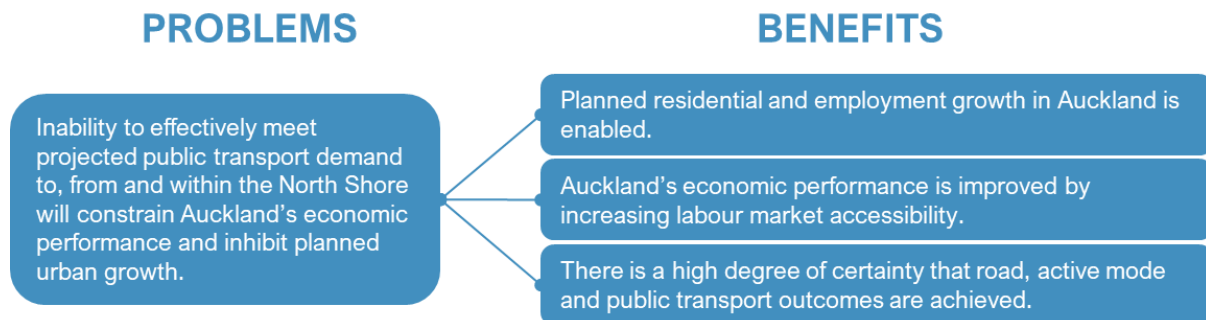 PROBLEMS
BENEFITS
Inability to effectively meet
projected public transport demand
to, from and within the North Shore
will constrain Auckland's economic
performance and inhibit planned
urban growth.
Planned residential and employment growth in Auckland is
enabled.
Auckland's economic performance is improved by
increasing labour market accessibility.
There is a high degree of certainty that road, active mode
and public transport outcomes are achieved.